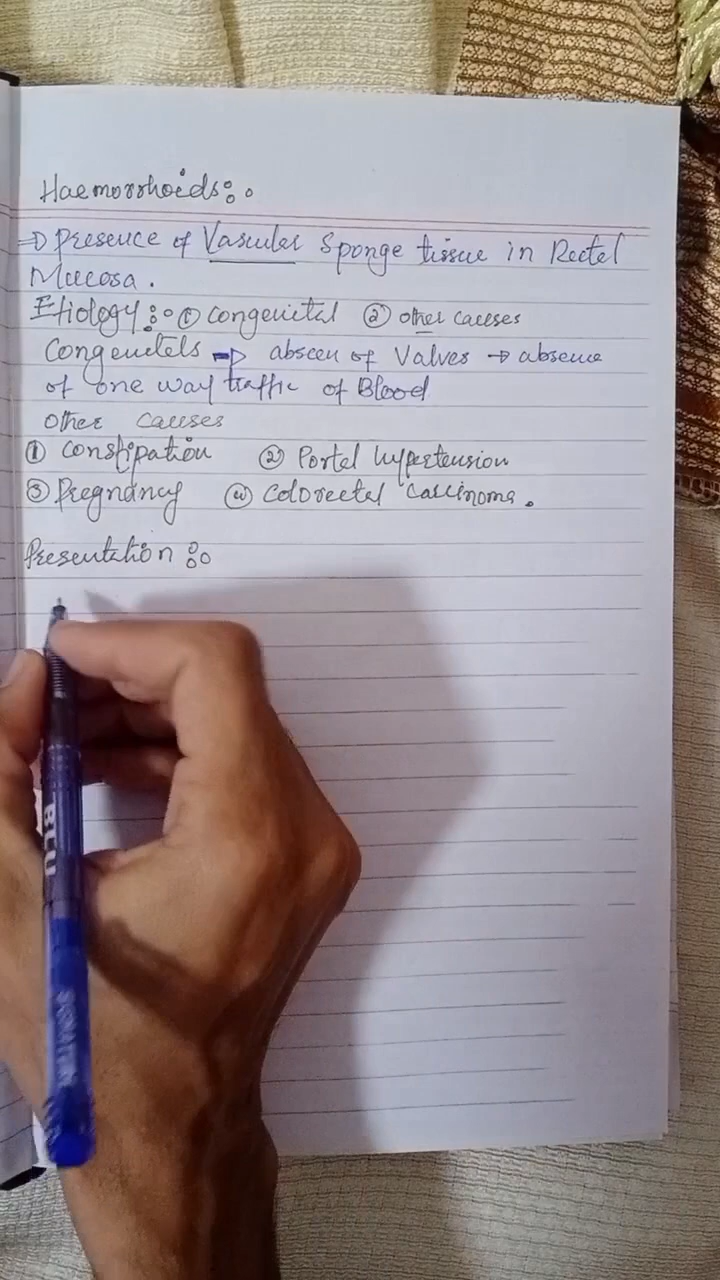 Haemorrhoids:.
⇒ Presence of Vascular Sponge tissue in Rectal
Mucosa.
Etiology:- ① Congenital ② other causes
Congenitals ⇒ abscen of Valves → absence
of one way traffic of Blood
other causes
① Constipation ② Portal hypertension
③ Pregnancy ④ Colorectal Carcinoma.
Presentation :.
BLU
SIGNATURE